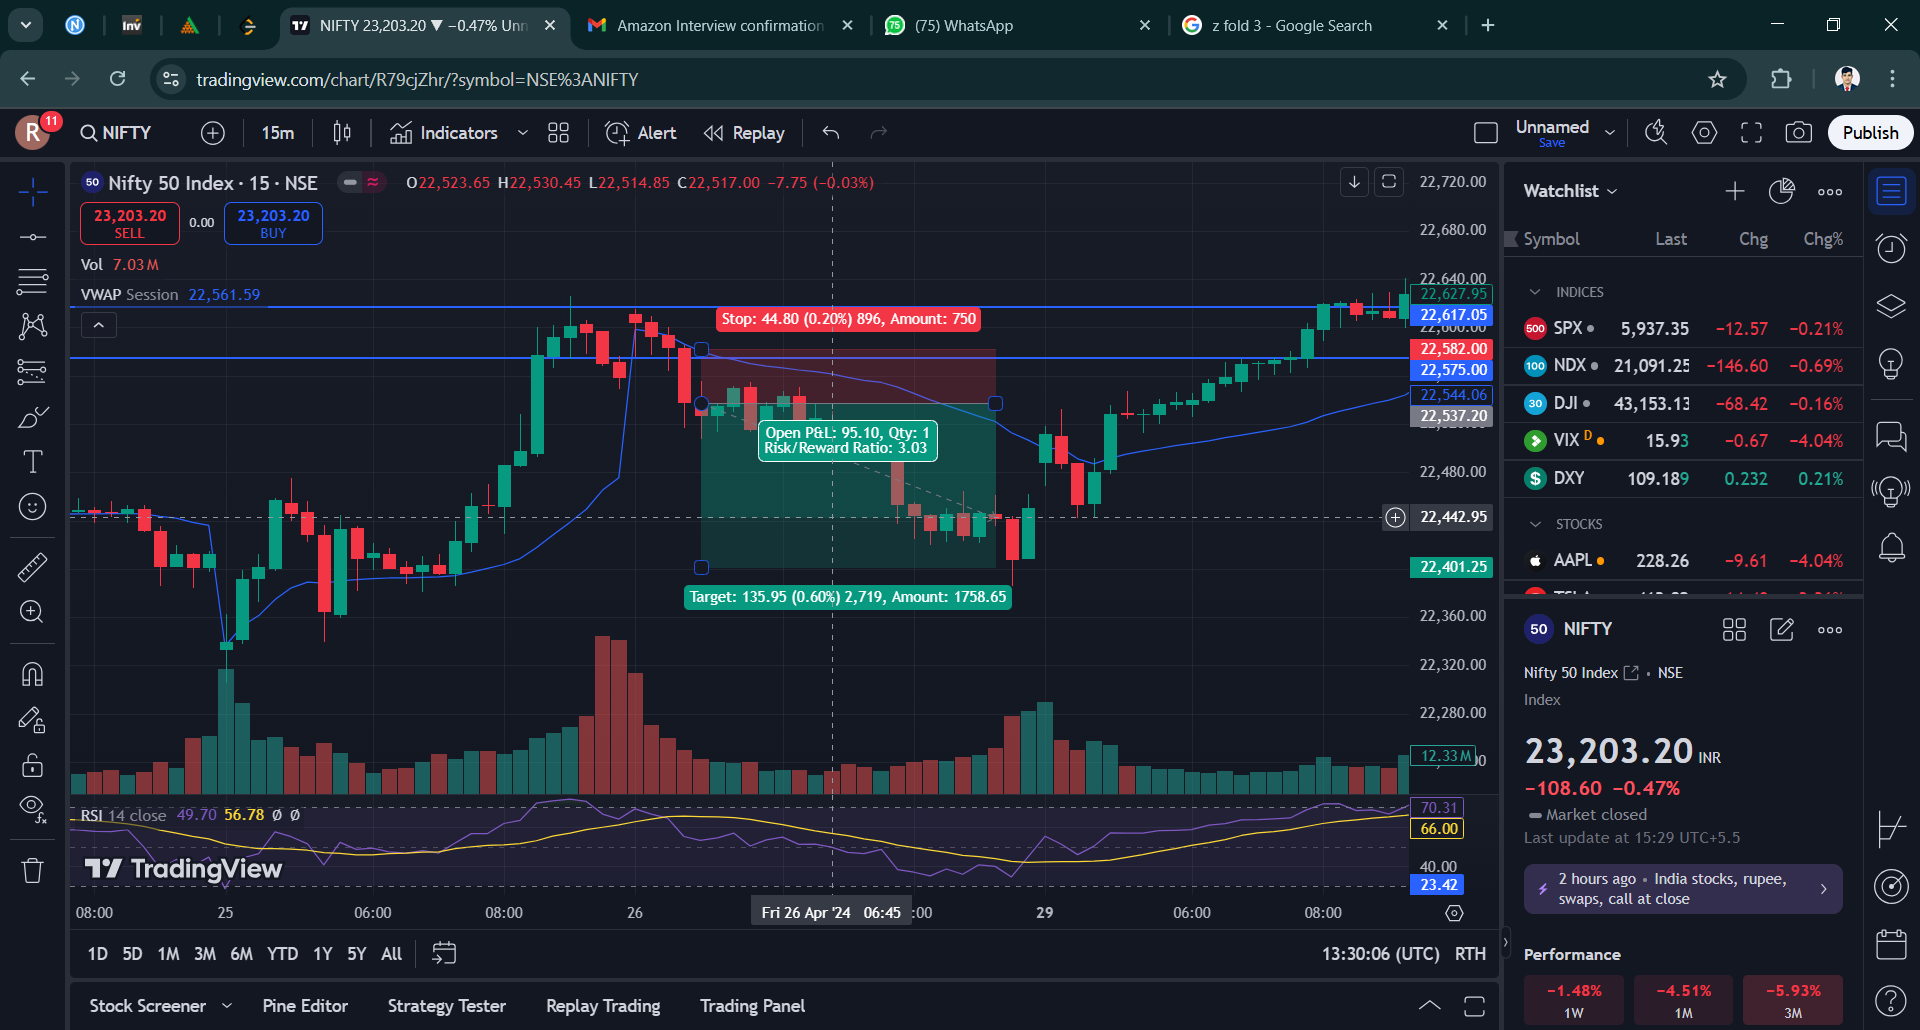 Inv
NIFTY 23,203.20 ▼ −0.47% Unn
Amazon Interview confirmation
75
(75) WhatsApp
z fold 3 - Google Search
tradingview.com/chart/R79cjZhr/?symbol=NSE%3ANIFTY
R
11
NIFTY
15m
Indicators
Alert
Replay
Unnamed
Save
Publish
50 Nifty 50 Index · 15 · NSE
O22,523.65 H22,530.45 L22,514.85 C22,517.00 −7.75 (−0.03%)
23,203.20
SELL
0.00
23,203.20
BUY
Vol 7.03M
VWAP Session 22,561.59
Stop: 44.80 (0.20%) 896, Amount: 750
Open P&L: 95.10, Qty: 1
Risk/Reward Ratio: 3.03
Target: 135.95 (0.60%) 2,719, Amount: 1758.65
22,720.00
22,680.00
22,640.00
22,627.95
22,617.05
22,600.00
22,582.00
22,575.00
22,544.06
22,537.20
22,480.00
22,442.95
22,401.25
22,360.00
22,320.00
22,280.00
12.33M
RSI 14 close 49.70 56.78 Ø Ø
70.31
66.00
40.00
23.42
TradingView
08:00
25
06:00
08:00
26
Fri 26 Apr '24 06:45
:00
29
06:00
08:00
1D 5D 1M 3M 6M YTD 1Y 5Y All
13:30:06 (UTC) RTH
Stock Screener
Pine Editor
Strategy Tester
Replay Trading
Trading Panel
Watchlist
Symbol Last Chg Chg%
INDICES
500 SPX 5,937.35 −12.57 −0.21%
100 NDX 21,091.25 −146.60 −0.69%
30 DJI 43,153.13 −68.42 −0.16%
VIX D 15.93 −0.67 −4.04%
$ DXY 109.189 0.232 0.21%
STOCKS
AAPL 228.26 −9.61 −4.04%
50 NIFTY
Nifty 50 Index · NSE
Index
23,203.20 INR
−108.60 −0.47%
Market closed
Last update at 15:29 UTC+5.5
2 hours ago • India stocks, rupee,
swaps, call at close
Performance
−1.48%
1W
−4.51%
1M
−5.93%
3M